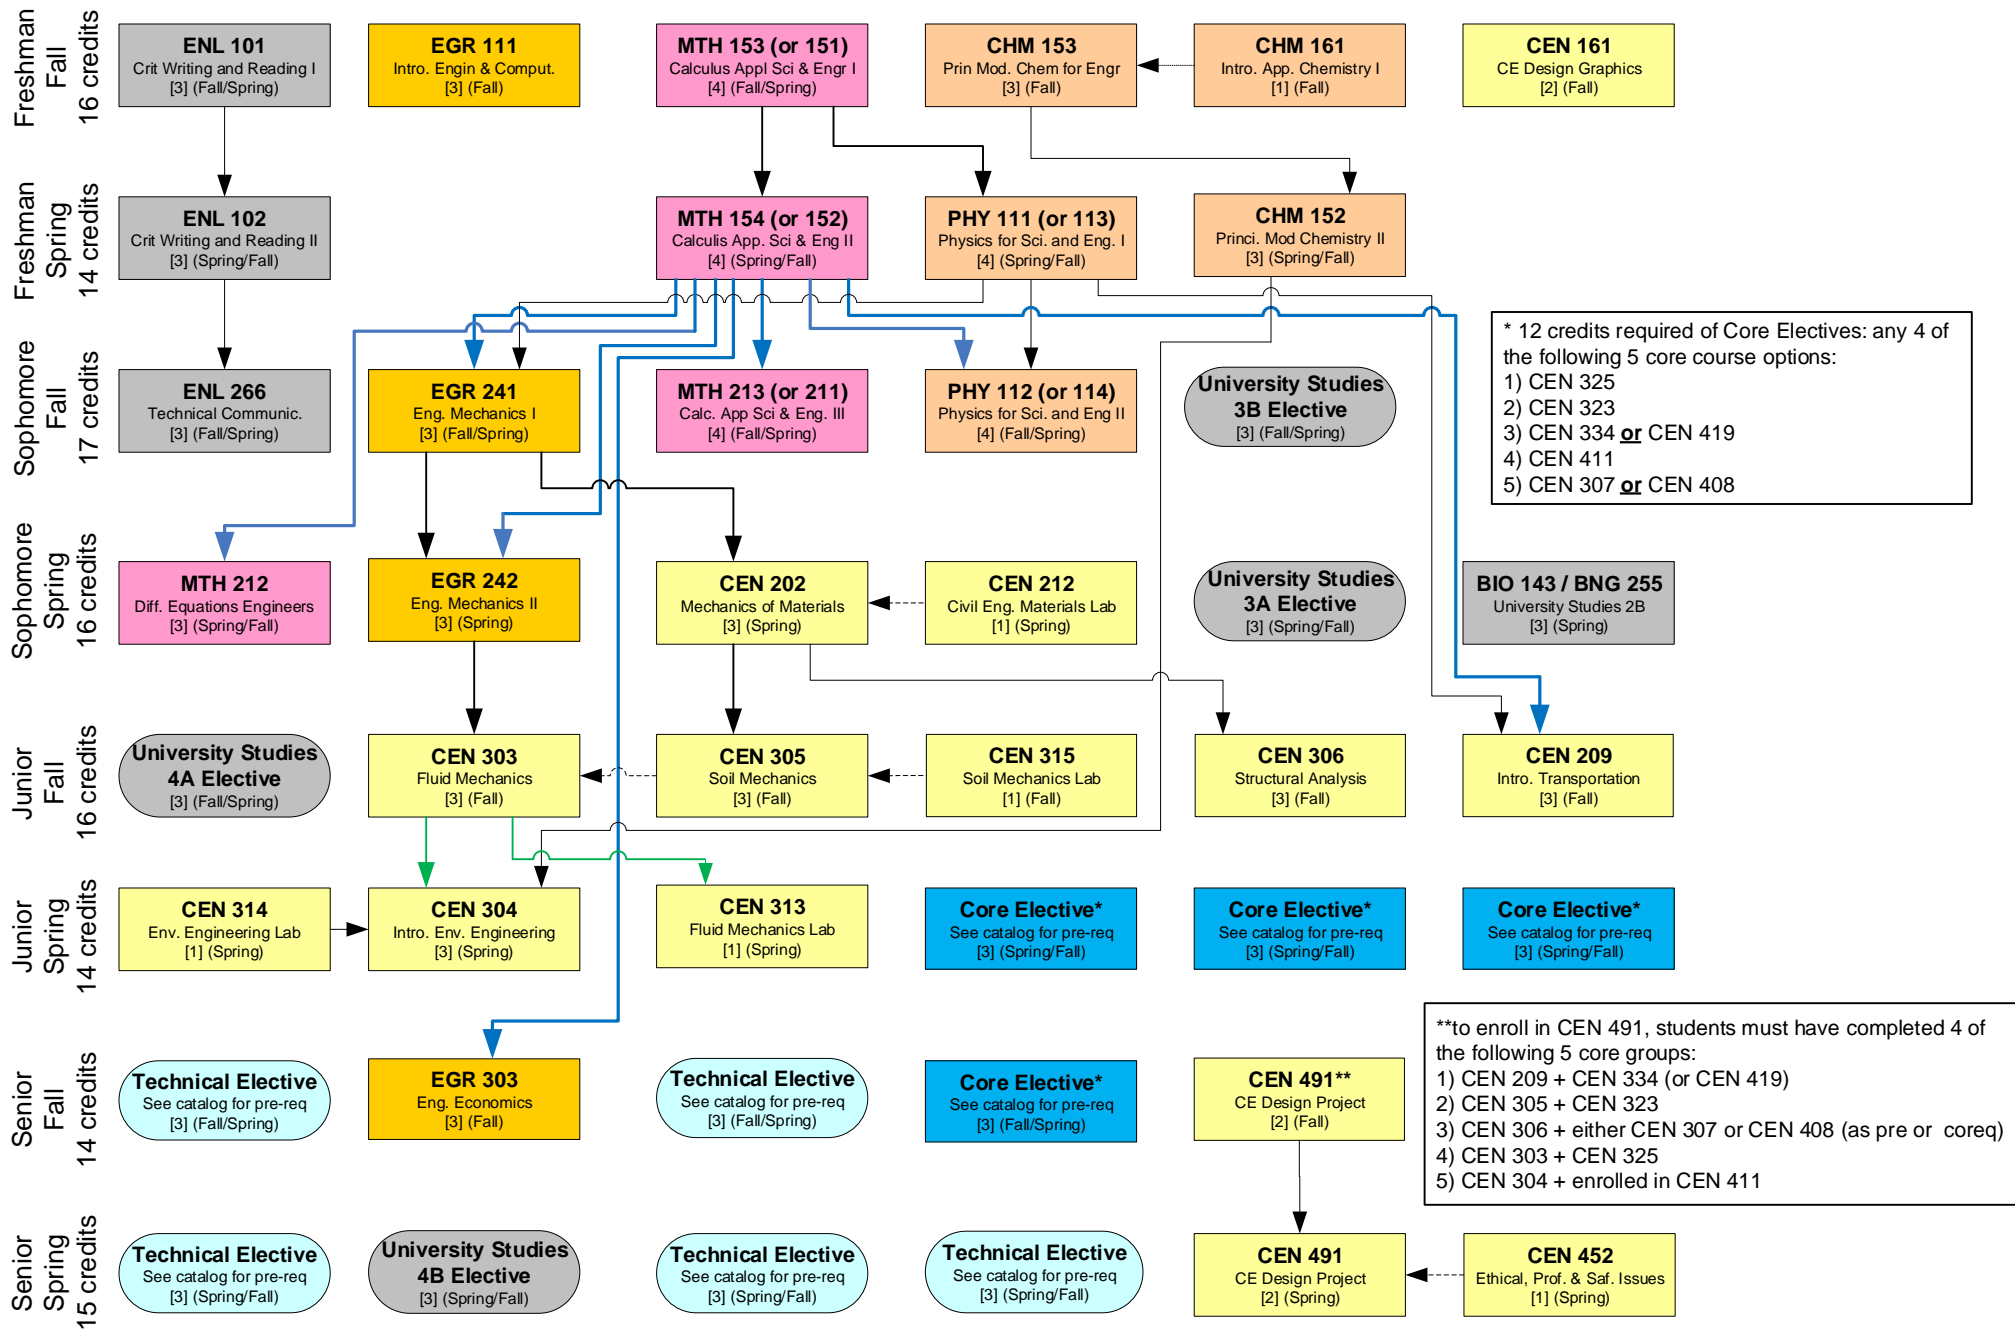 Freshman
Fall
16 credits
ENL 101
Crit Writing and Reading I
[3] (Fall/Spring)
EGR 111
Intro. Engin & Comput.
[3] (Fall)
MTH 153 (or 151)
Calculus Appl Sci & Engr I
[4] (Fall/Spring)
CHM 153
Prin Mod. Chem for Engr
[3] (Fall)
CHM 161
Intro. App. Chemistry I
[1] (Fall)
CEN 161
CE Design Graphics
[2] (Fall)
Freshman
Spring
14 credits
ENL 102
Crit Writing and Reading II
[3] (Spring/Fall)
MTH 154 (or 152)
Calculis App. Sci & Eng II
[4] (Spring/Fall)
PHY 111 (or 113)
Physics for Sci. and Eng. I
[4] (Spring/Fall)
CHM 152
Princi. Mod Chemistry II
[3] (Spring/Fall)
* 12 credits required of Core Electives: any 4 of
the following 5 core course options:
1) CEN 325
2) CEN 323
3) CEN 334 or CEN 419
4) CEN 411
5) CEN 307 or CEN 408
Sophomore
Fall
17 credits
ENL 266
Technical Communic.
[3] (Fall/Spring)
EGR 241
Eng. Mechanics I
[3] (Fall/Spring)
MTH 213 (or 211)
Calc. App Sci & Eng. III
[4] (Fall/Spring)
PHY 112 (or 114)
Physics for Sci. and Eng II
[4] (Fall/Spring)
University Studies
3B Elective
[3] (Fall/Spring)
Sophomore
Spring
16 credits
MTH 212
Diff. Equations Engineers
[3] (Spring/Fall)
EGR 242
Eng. Mechanics II
[3] (Spring)
CEN 202
Mechanics of Materials
[3] (Spring)
CEN 212
Civil Eng. Materials Lab
[1] (Spring)
University Studies
3A Elective
[3] (Spring/Fall)
BIO 143 / BNG 255
University Studies 2B
[3] (Spring)
Junior
Fall
16 credits
University Studies
4A Elective
[3] (Fall/Spring)
CEN 303
Fluid Mechanics
[3] (Fall)
CEN 305
Soil Mechanics
[3] (Fall)
CEN 315
Soil Mechanics Lab
[1] (Fall)
CEN 306
Structural Analysis
[3] (Fall)
CEN 209
Intro. Transportation
[3] (Fall)
Junior
Spring
14 credits
CEN 314
Env. Engineering Lab
[1] (Spring)
CEN 304
Intro. Env. Engineering
[3] (Spring)
CEN 313
Fluid Mechanics Lab
[1] (Spring)
Core Elective*
See catalog for pre-req
[3] (Spring/Fall)
Core Elective*
See catalog for pre-req
[3] (Spring/Fall)
Core Elective*
See catalog for pre-req
[3] (Spring/Fall)
Senior
Fall
14 credits
Technical Elective
See catalog for pre-req
[3] (Fall/Spring)
EGR 303
Eng. Economics
[3] (Fall)
Technical Elective
See catalog for pre-req
[3] (Fall/Spring)
Core Elective*
See catalog for pre-req
[3] (Fall/Spring)
CEN 491**
CE Design Project
[2] (Fall)
**to enroll in CEN 491, students must have completed 4 of
the following 5 core groups:
1) CEN 209 + CEN 334 (or CEN 419)
2) CEN 305 + CEN 323
3) CEN 306 + either CEN 307 or CEN 408 (as pre or coreq)
4) CEN 303 + CEN 325
5) CEN 304 + enrolled in CEN 411
Senior
Spring
15 credits
Technical Elective
See catalog for pre-req
[3] (Spring/Fall)
University Studies
4B Elective
[3] (Spring/Fall)
Technical Elective
See catalog for pre-req
[3] (Spring/Fall)
Technical Elective
See catalog for pre-req
[3] (Spring/Fall)
CEN 491
CE Design Project
[2] (Spring)
CEN 452
Ethical, Prof. & Saf. Issues
[1] (Spring)